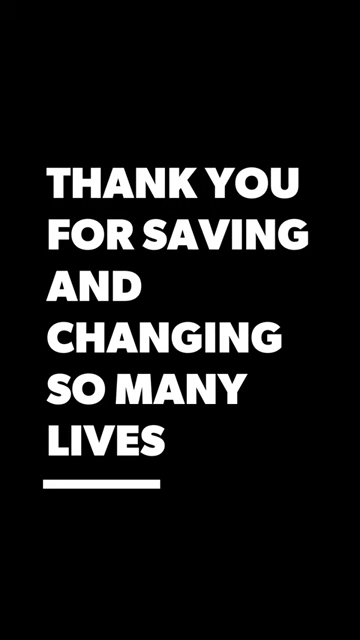 THANK YOU
FOR SAVING
AND
CHANGING
SO MANY
LIVES